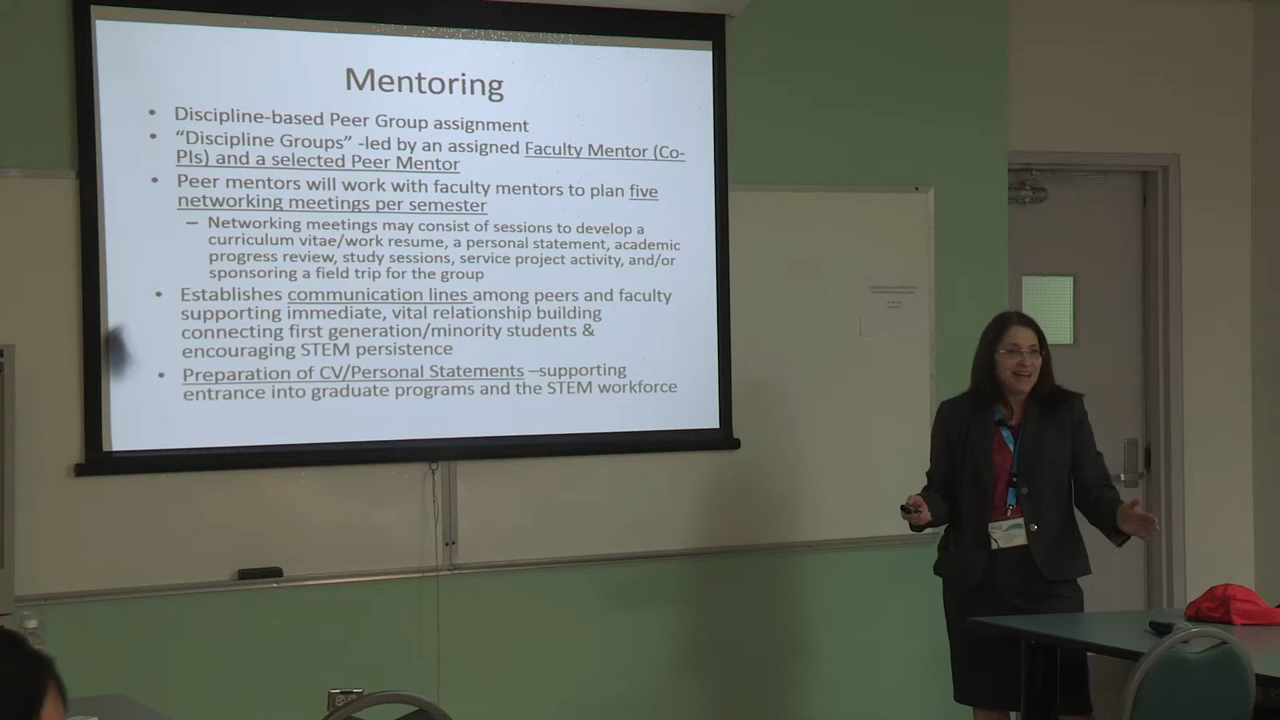 Mentoring
• Discipline-based Peer Group assignment
• “Discipline Groups” -led by an assigned Faculty Mentor (Co-
PIs) and a selected Peer Mentor
• Peer mentors will work with faculty mentors to plan five
networking meetings per semester
– Networking meetings may consist of sessions to develop a
curriculum vitae/work resume, a personal statement, academic
progress review, study sessions, service project activity, and/or
sponsoring a field trip for the group
• Establishes communication lines among peers and faculty
supporting immediate, vital relationship building
connecting first generation/minority students &
encouraging STEM persistence
• Preparation of CV/Personal Statements –supporting
entrance into graduate programs and the STEM workforce